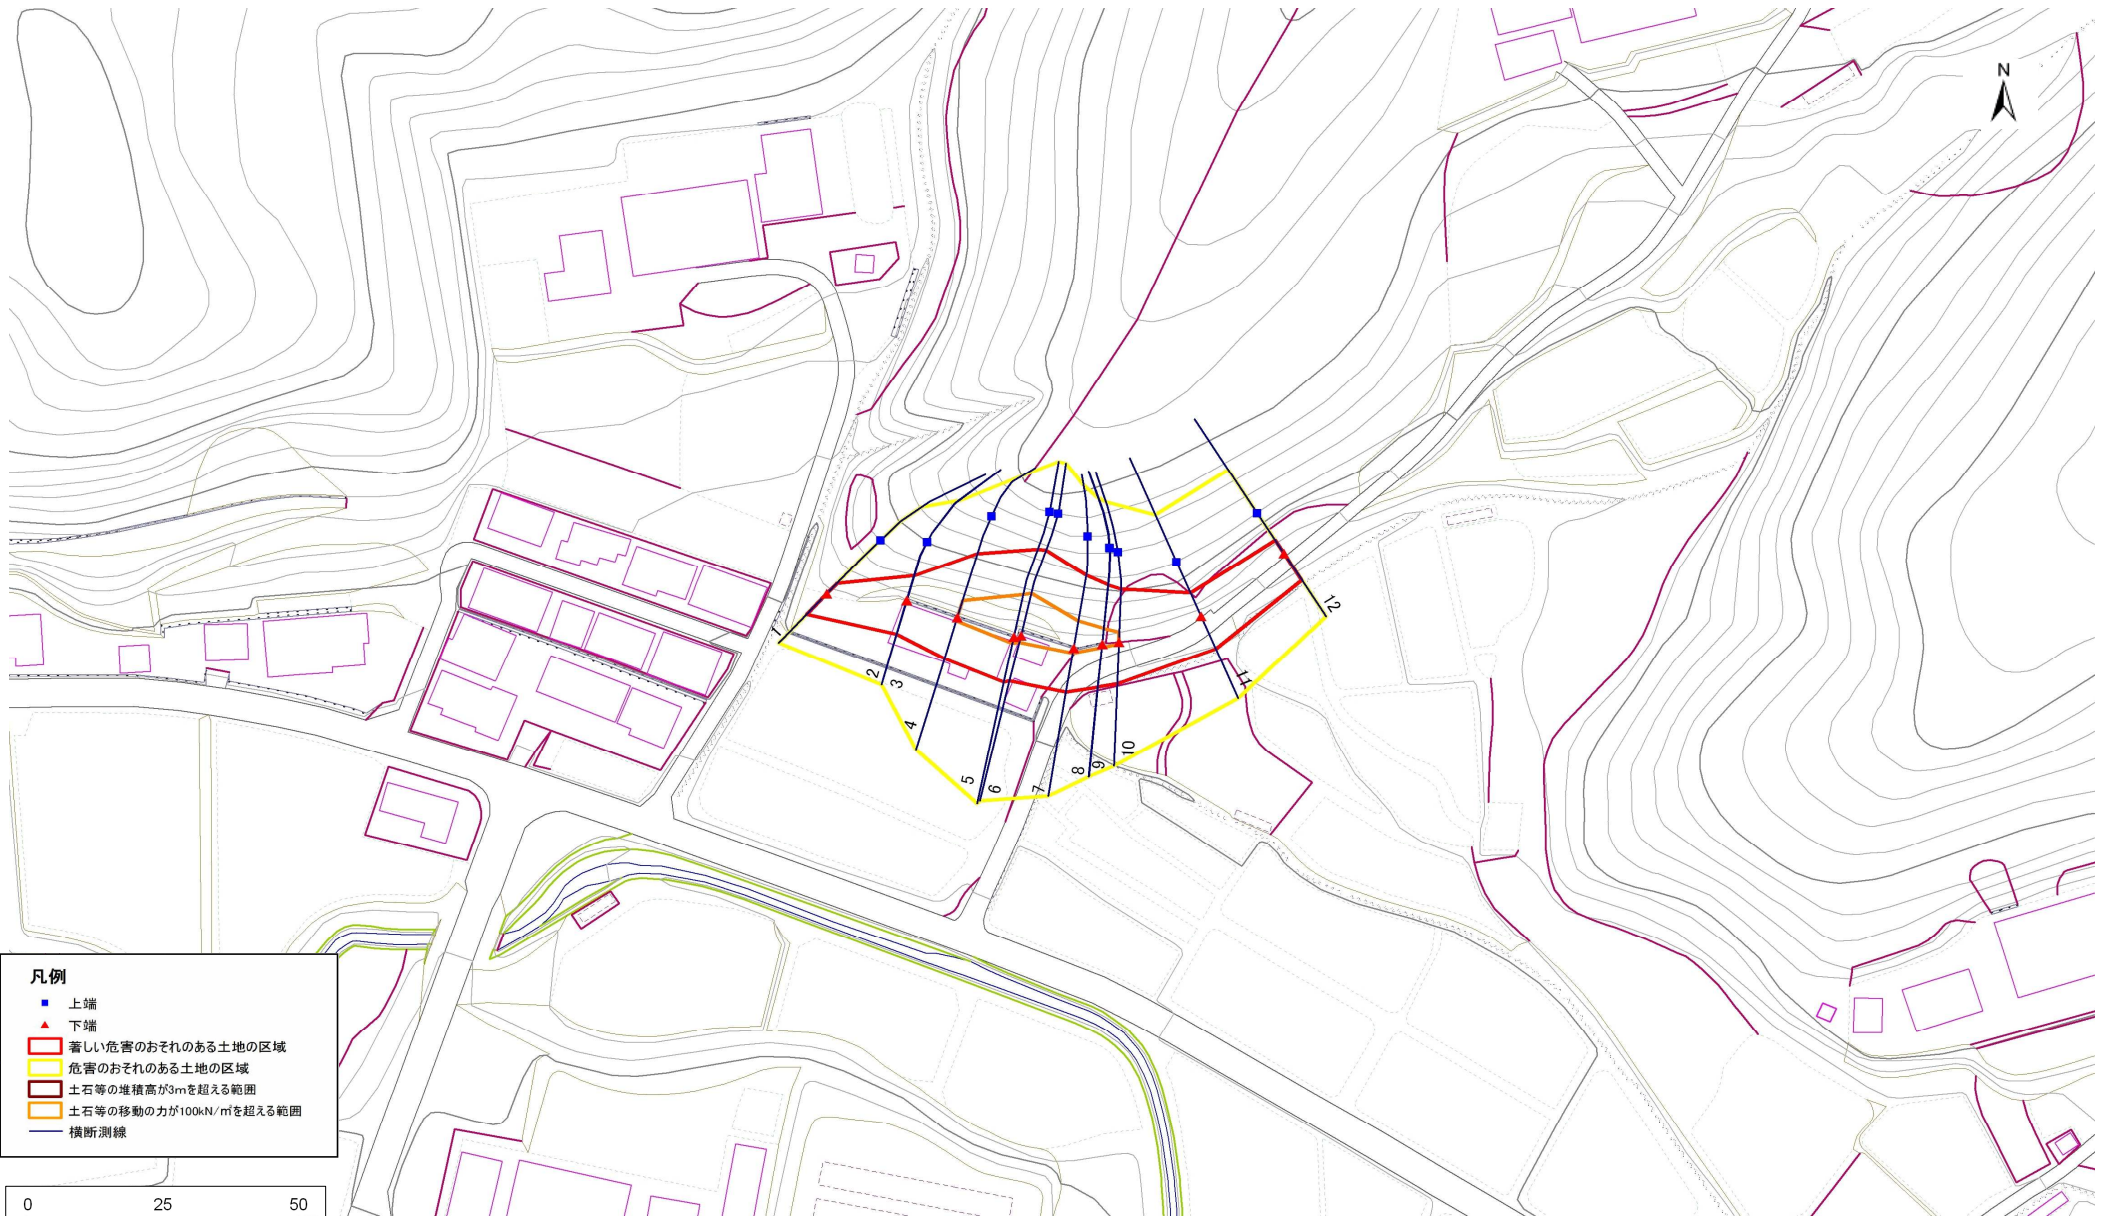 N
1
2
3
4
5
6
7
8
9
10
11
12
凡例
上端
下端
著しい危害のおそれのある土地の区域
危害のおそれのある土地の区域
土石等の堆積高が3mを超える範囲
土石等の移動の力が100kN/㎡を超える範囲
横断測線
0 25 50